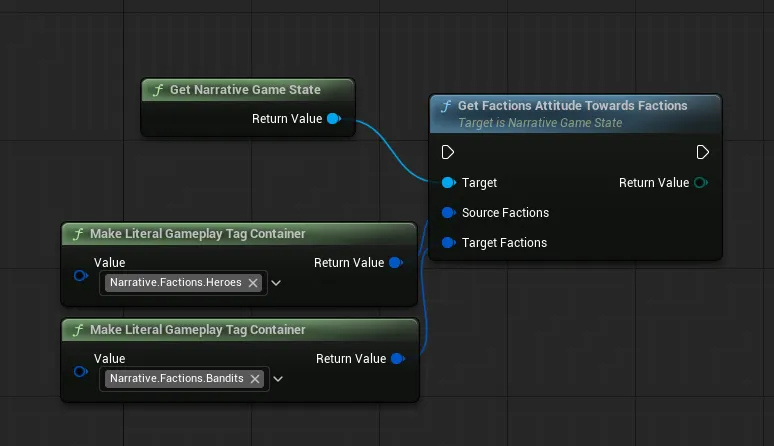 Get Narrative Game State
Return Value
Get Factions Attitude Towards Factions
Target is Narrative Game State
Target
Return Value
Source Factions
Target Factions
Make Literal Gameplay Tag Container
Value
Return Value
Narrative.Factions.Heroes
Make Literal Gameplay Tag Container
Value
Return Value
Narrative.Factions.Bandits